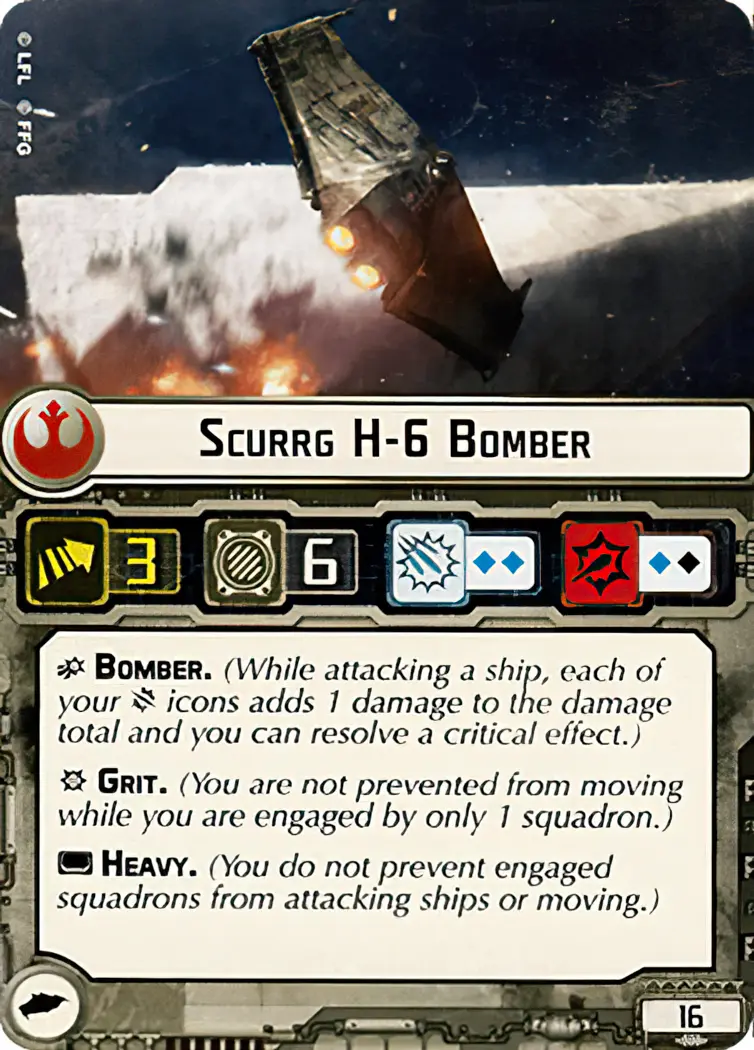 © LFL © FFG
Scurrg H-6 Bomber
3 6
Bomber. (While attacking a ship, each of
your icons adds 1 damage to the damage
total and you can resolve a critical effect.)
Grit. (You are not prevented from moving
while you are engaged by only 1 squadron.)
Heavy. (You do not prevent engaged
squadrons from attacking ships or moving.)
16